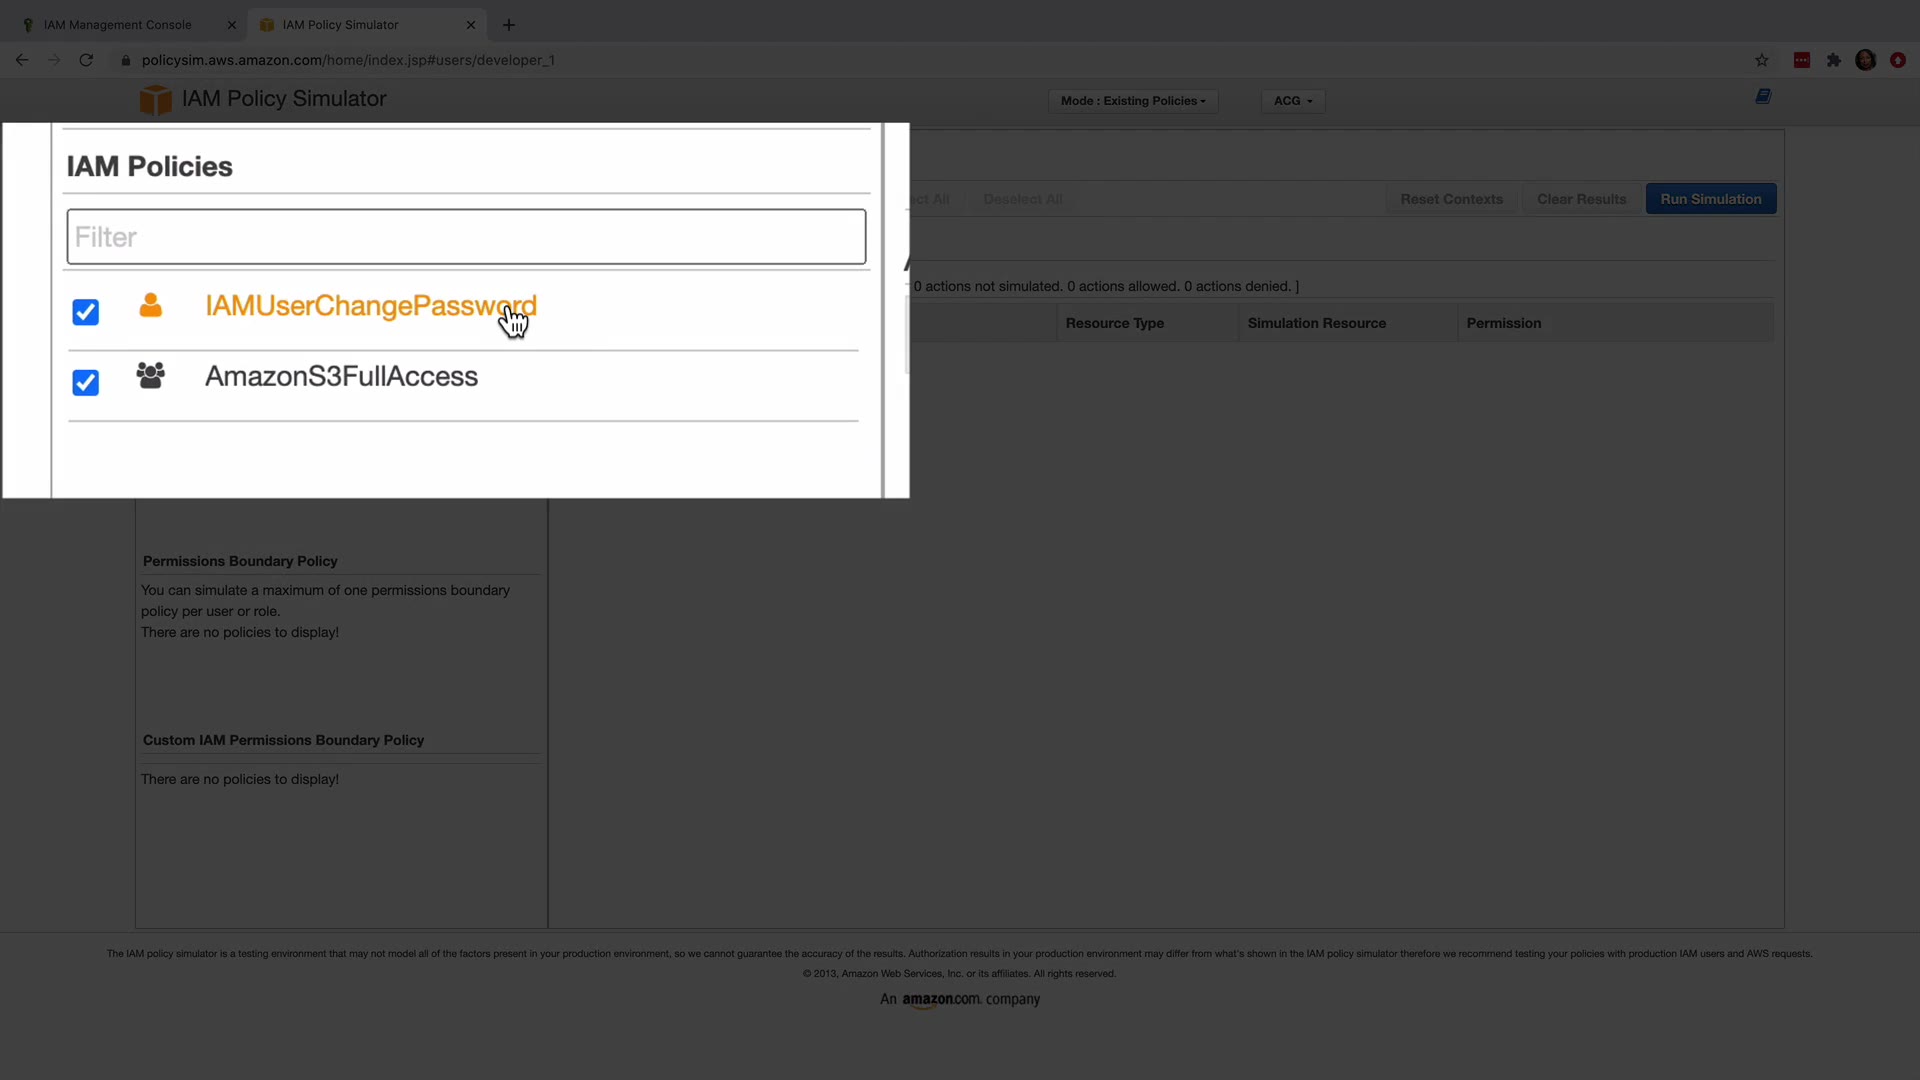 IAM Management Console
IAM Policy Simulator
policysim.aws.amazon.com/home/index.jsp#users/developer_1
IAM Policy Simulator
Mode : Existing Policies
ACG
IAM Policies
Filter
IAMUserChangePassword
AmazonS3FullAccess
All
Deselect All
Reset Contexts
Clear Results
Run Simulation
0 actions not simulated. 0 actions allowed. 0 actions denied. ]
Resource Type
Simulation Resource
Permission
Permissions Boundary Policy
You can simulate a maximum of one permissions boundary
policy per user or role.
There are no policies to display!
Custom IAM Permissions Boundary Policy
There are no policies to display!
The IAM policy simulator is a testing environment that may not model all of the factors present in your production environment, so we cannot guarantee the accuracy of the results. Authorization results in your production environment may differ from what's shown in the IAM policy simulator therefore we recommend testing your policies with production IAM users and AWS requests.
© 2013, Amazon Web Services, Inc. or its affiliates. All rights reserved.
An amazon.com. company